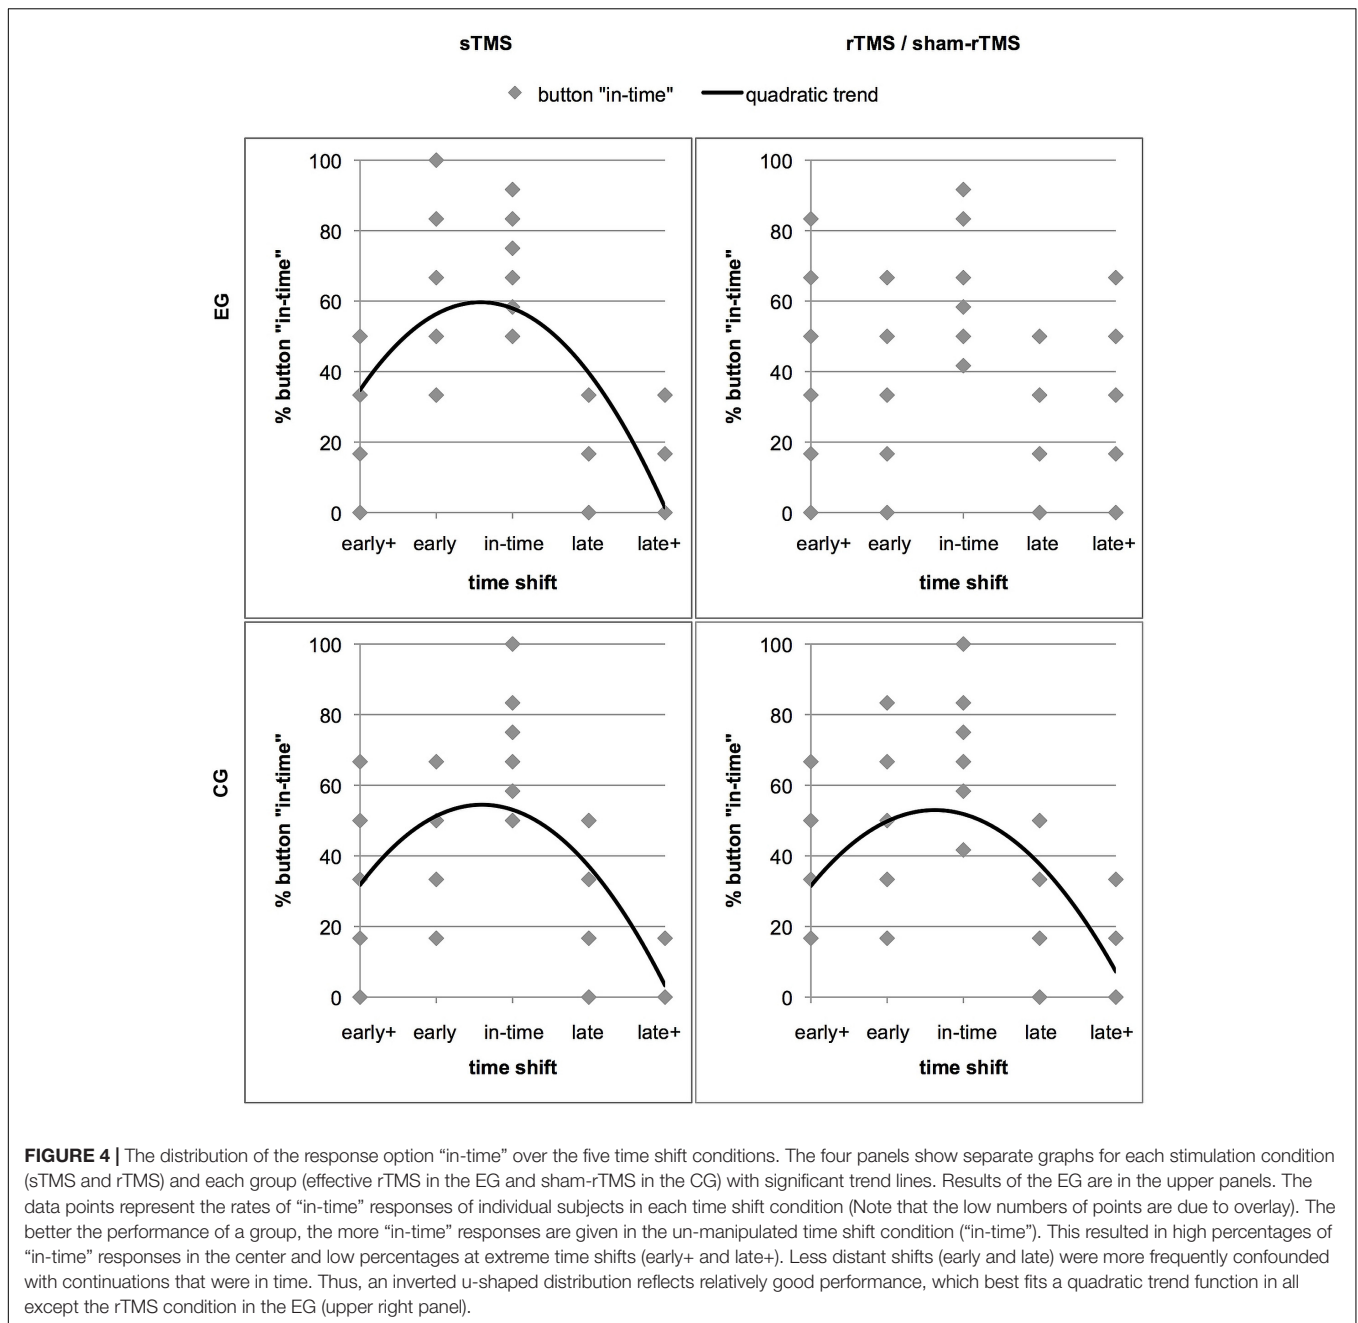 sTMS
rTMS / sham-rTMS
button "in-time"
quadratic trend
EG
% button "in-time"
100
80
60
40
20
0
early+ early in-time late late+
time shift
% button "in-time"
100
80
60
40
20
0
early+ early in-time late late+
time shift
CG
% button "in-time"
100
80
60
40
20
0
early+ early in-time late late+
time shift
% button "in-time"
100
80
60
40
20
0
early+ early in-time late late+
time shift
FIGURE 4 | The distribution of the response option “in-time” over the five time shift conditions. The four panels show separate graphs for each stimulation condition
(sTMS and rTMS) and each group (effective rTMS in the EG and sham-rTMS in the CG) with significant trend lines. Results of the EG are in the upper panels. The
data points represent the rates of “in-time” responses of individual subjects in each time shift condition (Note that the low numbers of points are due to overlay). The
better the performance of a group, the more “in-time” responses are given in the un-manipulated time shift condition (“in-time”). This resulted in high percentages of
“in-time” responses in the center and low percentages at extreme time shifts (early+ and late+). Less distant shifts (early and late) were more frequently confounded
with continuations that were in time. Thus, an inverted u-shaped distribution reflects relatively good performance, which best fits a quadratic trend function in all
except the rTMS condition in the EG (upper right panel).